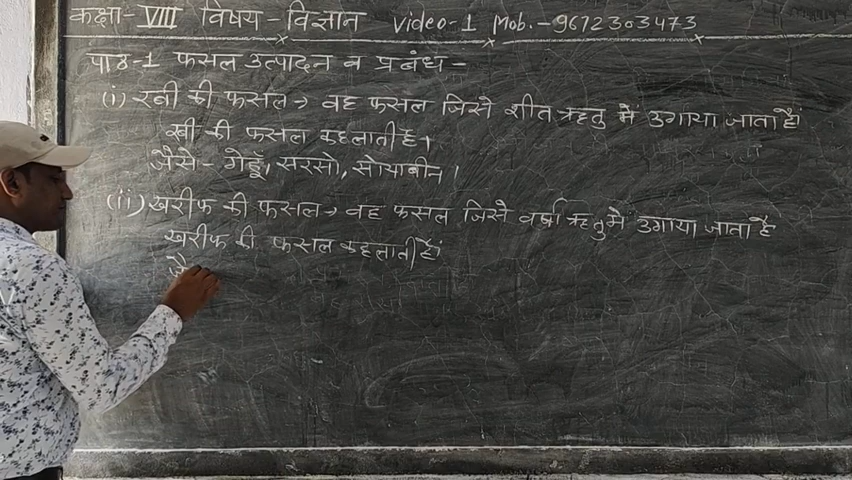 कक्षा-VIII विषय-विज्ञान Video-1 Mob.-9672303473
पाठ-1 फसल उत्पादन व प्रबंध-
(i) रबी की फसल→ वह फसल जिसे शीत ऋतु में उगाया जाता है।
रबी की फसल कहलाती है।
जैसे- गेहूँ, सरसो, सोयाबीन।
(ii) खरीफ की फसल→ वह फसल जिसे वर्षा ऋतु मे उगाया जाता है
खरीफ की फसल कहलाती है।
जै